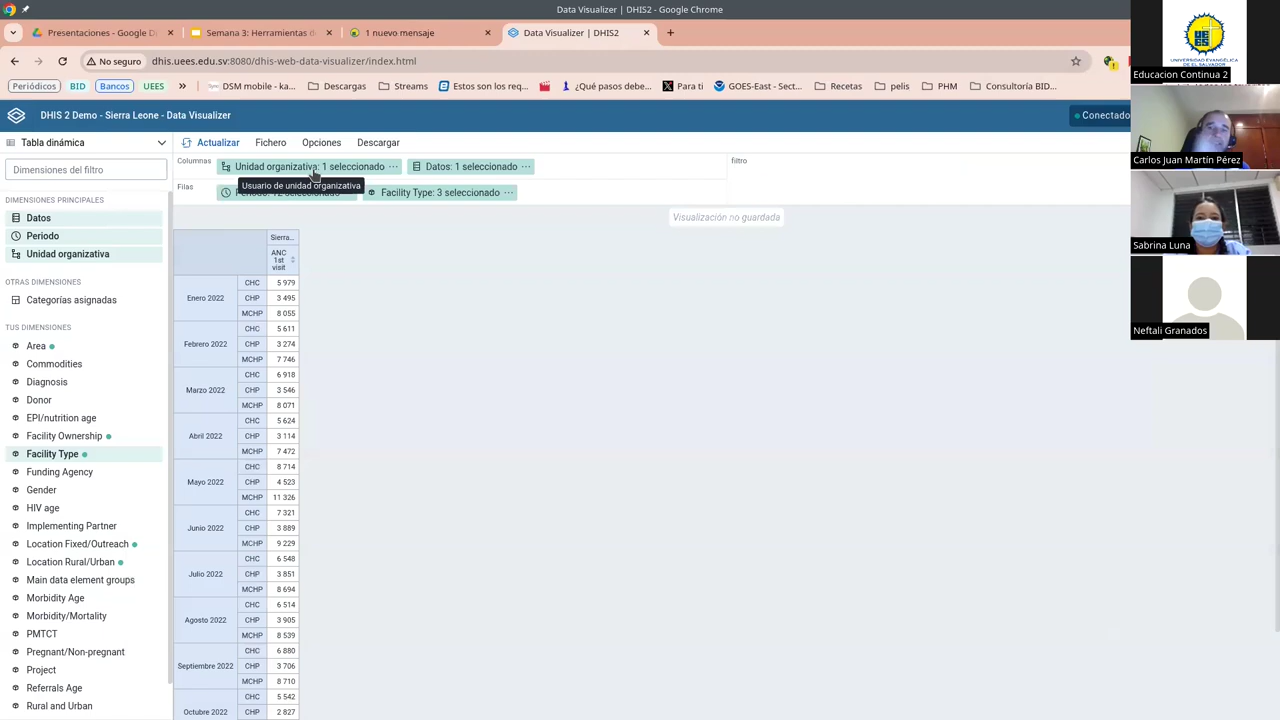 Data Visualizer | DHIS2 - Google Chrome
Presentaciones - Google D
Semana 3: Herramientas d
1 nuevo mensaje
Data Visualizer | DHIS2
No seguro
dhis.uees.edu.sv:8080/dhis-web-data-visualizer/index.html
Periódicos
BID
Bancos
UEES
DSM mobile - ka...
Descargas
Streams
Estos son los req...
¿Qué pasos debe...
Para ti
GOES-East - Sect...
Recetas
pelis
PHM
Consultoría BID...
DHIS 2 Demo - Sierra Leone - Data Visualizer
Conectado
Tabla dinámica
Actualizar
Fichero
Opciones
Descargar
Dimensiones del filtro
Columnas
Unidad organizativa: 1 seleccionado
Datos: 1 seleccionado
filtro
Usuario de unidad organizativa
Filas
Facility Type: 3 seleccionado
Visualización no guardada
DIMENSIONES PRINCIPALES
Datos
Periodo
Unidad organizativa
OTRAS DIMENSIONES
Categorías asignadas
TUS DIMENSIONES
Area
Commodities
Diagnosis
Donor
EPI/nutrition age
Facility Ownership
Facility Type
Funding Agency
Gender
HIV age
Implementing Partner
Location Fixed/Outreach
Location Rural/Urban
Main data element groups
Morbidity Age
Morbidity/Mortality
PMTCT
Pregnant/Non-pregnant
Project
Referrals Age
Rural and Urban
Sierra...
ANC
1st
visit
Enero 2022
CHC 5 979
CHP 3 495
MCHP 8 055
Febrero 2022
CHC 5 611
CHP 3 274
MCHP 7 746
Marzo 2022
CHC 6 918
CHP 3 546
MCHP 8 071
Abril 2022
CHC 5 624
CHP 3 114
MCHP 7 472
Mayo 2022
CHC 8 714
CHP 4 523
MCHP 11 326
Junio 2022
CHC 7 321
CHP 3 889
MCHP 9 229
Julio 2022
CHC 6 548
CHP 3 851
MCHP 8 694
Agosto 2022
CHC 6 514
CHP 3 905
MCHP 8 539
Septiembre 2022
CHC 6 880
CHP 3 706
MCHP 8 710
Octubre 2022
CHC 5 542
CHP 2 827
UEES
UNIVERSIDAD EVANGÉLICA
DE EL SALVADOR
Educacion Continua 2
Carlos Juan Martín Pérez
Sabrina Luna
Neftali Granados